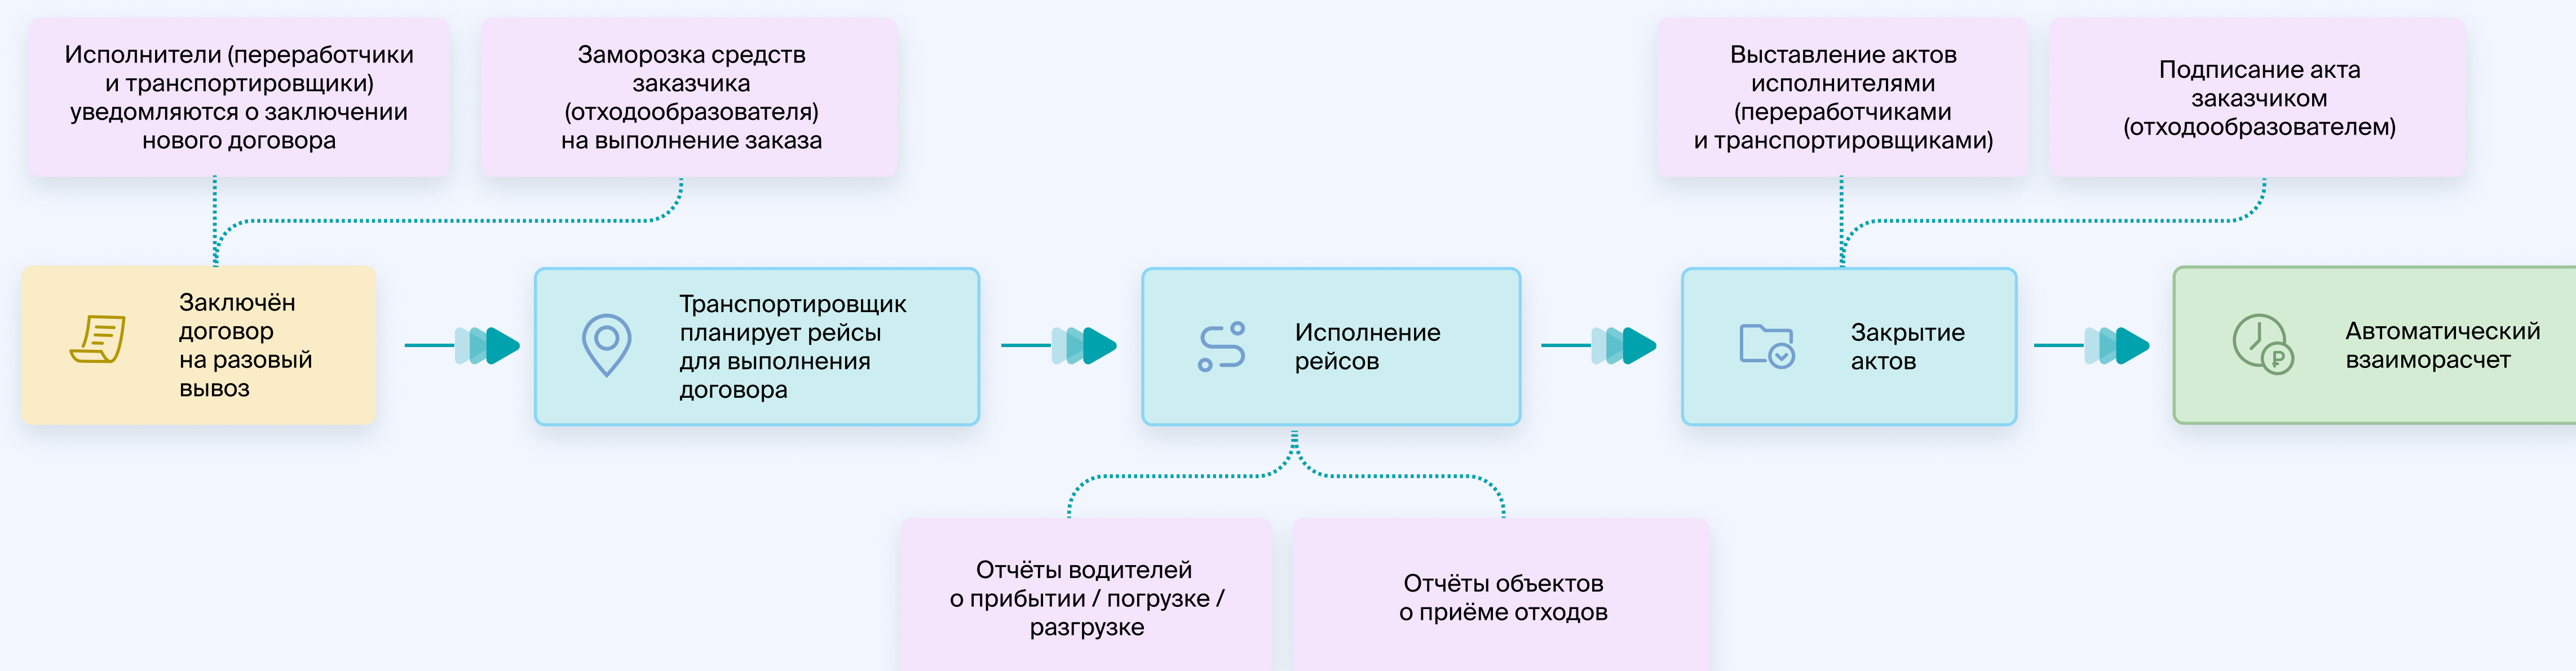 Исполнители (переработчики
и транспортировщики)
уведомляются о заключении
нового договора
Заморозка средств
заказчика
(отходообразователя)
на выполнение заказа
Выставление актов
исполнителями
(переработчиками
и транспортировщиками)
Подписание акта
заказчиком
(отходообразователем)
Заключён
договор
на разовый
вывоз
Транспортировщик
планирует рейсы
для выполнения
договора
Исполнение
рейсов
Закрытие
актов
Автоматический
взаиморасчет
Отчёты водителей
о прибытии / погрузке /
разгрузке
Отчёты объектов
о приёме отходов